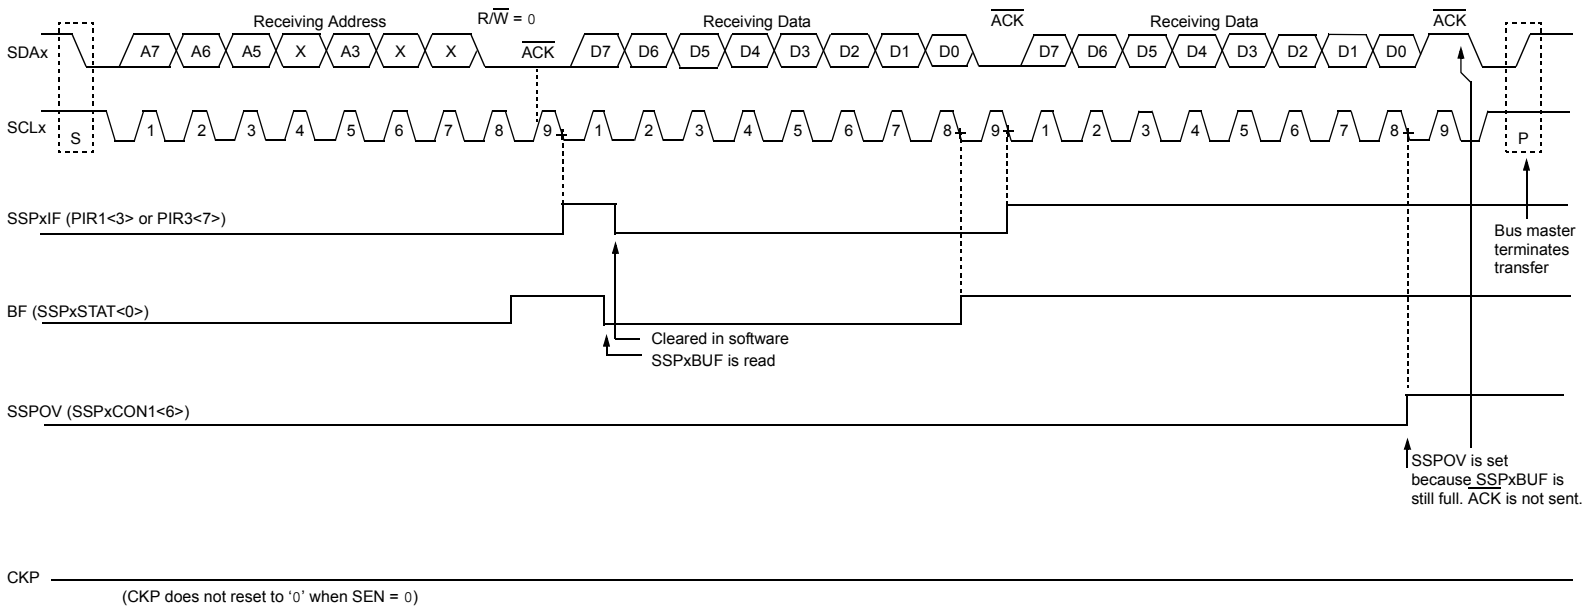 Receiving Address R/W = 0 Receiving Data ACK Receiving Data ACK
SDAx A7 A6 A5 X A3 X X ACK D7 D6 D5 D4 D3 D2 D1 D0 D7 D6 D5 D4 D3 D2 D1 D0
SCLx S 1 2 3 4 5 6 7 8 9 1 2 3 4 5 6 7 8 9 1 2 3 4 5 6 7 8 9 P
SSPxIF (PIR1<3> or PIR3<7>)
Bus master
terminates
transfer
BF (SSPxSTAT<0>)
Cleared in software
SSPxBUF is read
SSPOV (SSPxCON1<6>)
SSPOV is set
because SSPxBUF is
still full. ACK is not sent.
CKP
(CKP does not reset to ‘0’ when SEN = 0)